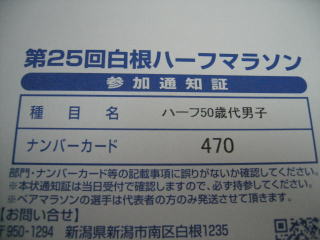 第25回白根ハーフマラソン
参加通知証
種目名 ハーフ50歳代男子
ナンバーカード 470
部門・ナンバーカード等の記載事項に誤りがないか確認してください。
※本状通知証は当日受付で確認しますので、必ず持参してください。
※ペアマラソンの選手は代表者の方のみ発送させて頂きます。
【お問い合せ】
〒950-1294 新潟県新潟市南区白根1235